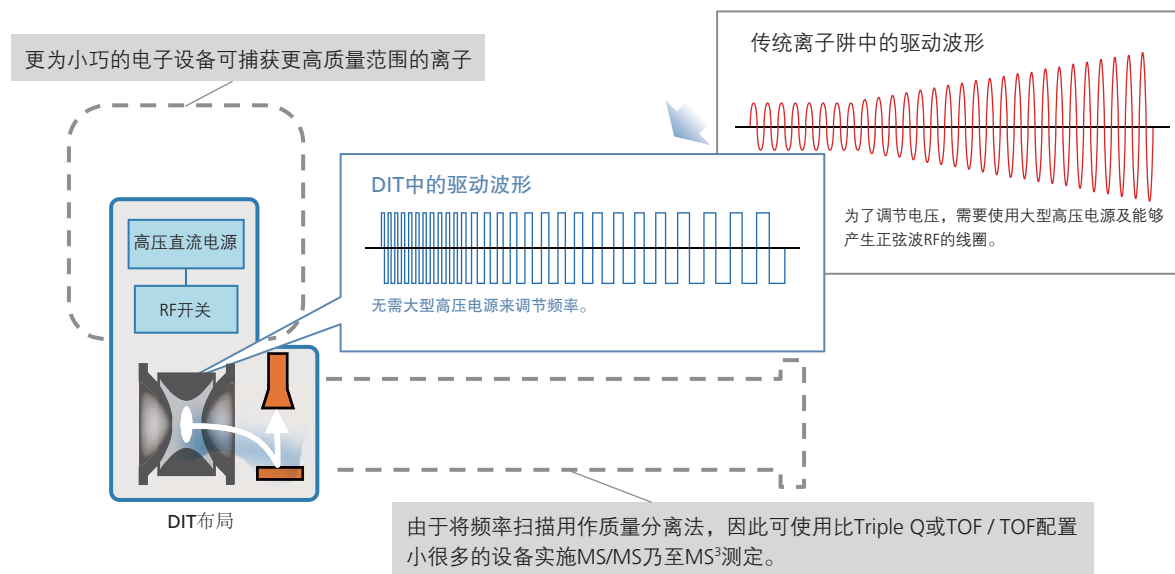 更为小巧的电子设备可捕获更高质量范围的离子
传统离子阱中的驱动波形
为了调节电压，需要使用大型高压电源及能够
产生正弦波RF的线圈。
DIT中的驱动波形
无需大型高压电源来调节频率。
高压直流电源
RF开关
DIT布局
由于将频率扫描用作质量分离法，因此可使用比Triple Q或TOF / TOF配置
小很多的设备实施MS/MS乃至MS³测定。